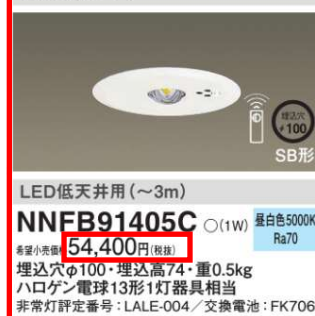 埋込穴
φ100
SB形
LED低天井用(～3m)
NNFB91405C ○(1W) 昼白色5000K
Ra70
希望小売価格 54,400円(税抜)
埋込穴φ100・埋込高74・重0.5kg
ハロゲン電球13形1灯器具相当
非常灯評定番号：LALE-004／交換電池：FK706